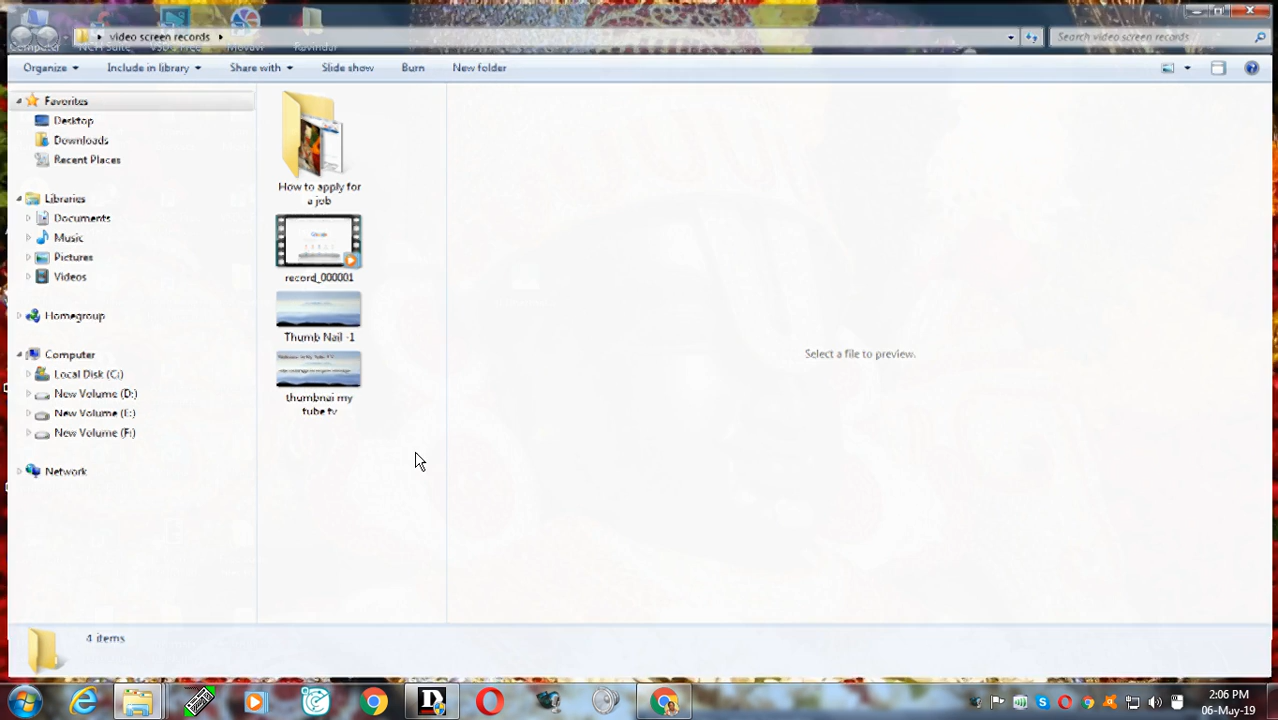 video screen records
Search video screen records
Organize
Include in library
Share with
Slide show
Burn
New folder
Favorites
Desktop
Downloads
Recent Places
Libraries
Documents
Music
Pictures
Videos
Homegroup
Computer
Local Disk (C:)
New Volume (D:)
New Volume (E:)
New Volume (F:)
Network
How to apply for
a job
Google
record_000001
Thumb Nail -1
thumbnai my
tube tv
Select a file to preview.
4 items
2:06 PM
06-May-19